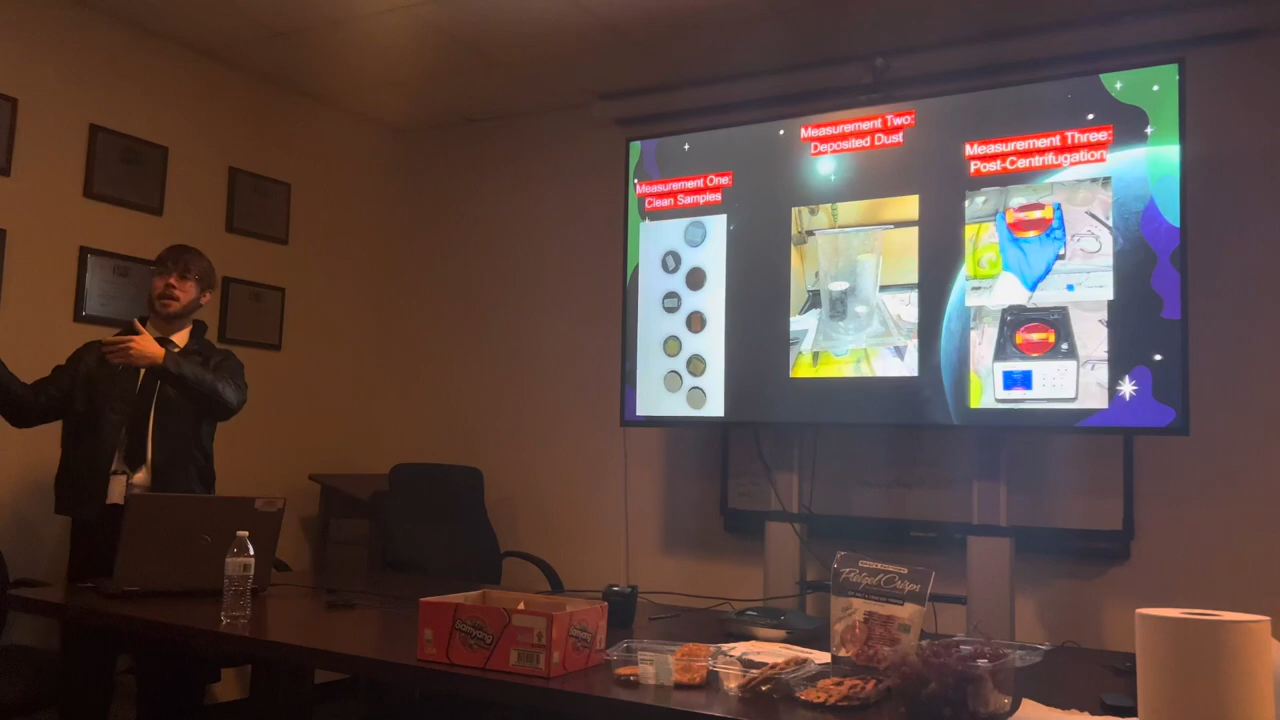 Measurement One:
Clean Samples
Measurement Two:
Deposited Dust
Measurement Three:
Post-Centrifugation
Samyang
Samyang
Pretzel Crisps